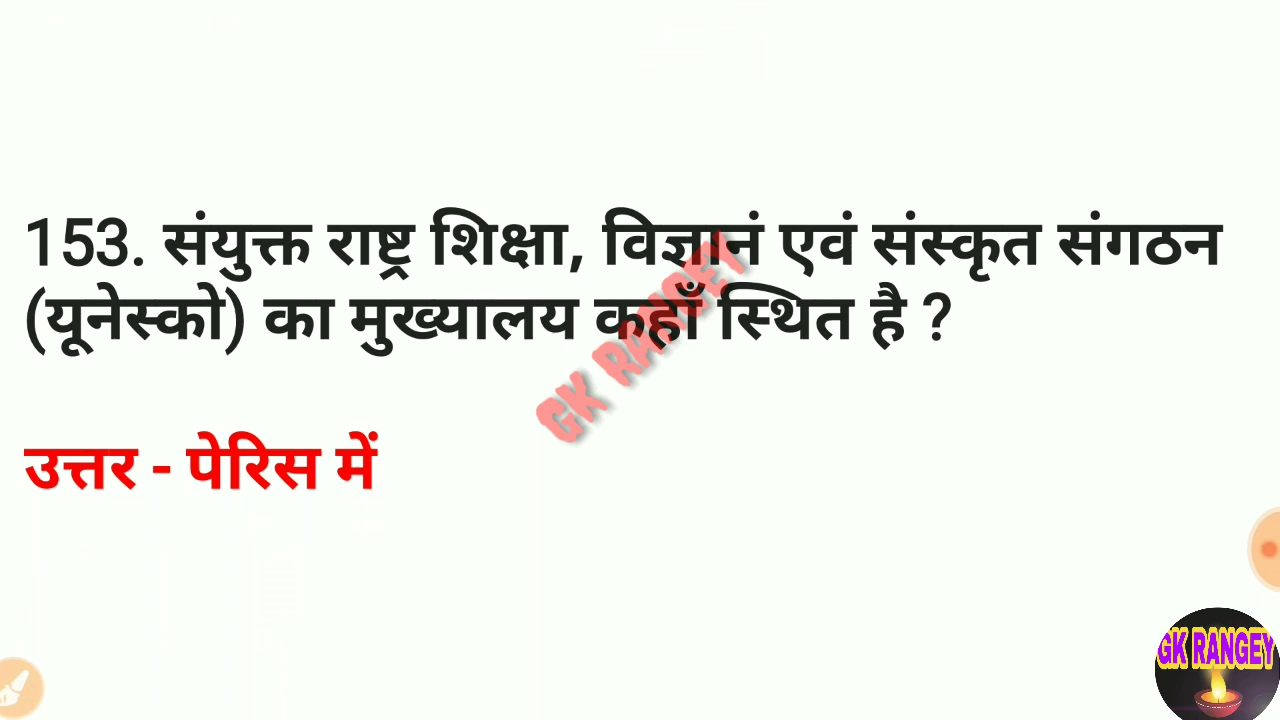 153. संयुक्त राष्ट्र शिक्षा, विज्ञानं एवं संस्कृत संगठन
(यूनेस्को) का मुख्यालय कहाँ स्थित है ?
GK RANGEY
उत्तर - पेरिस में
GK RANGEY